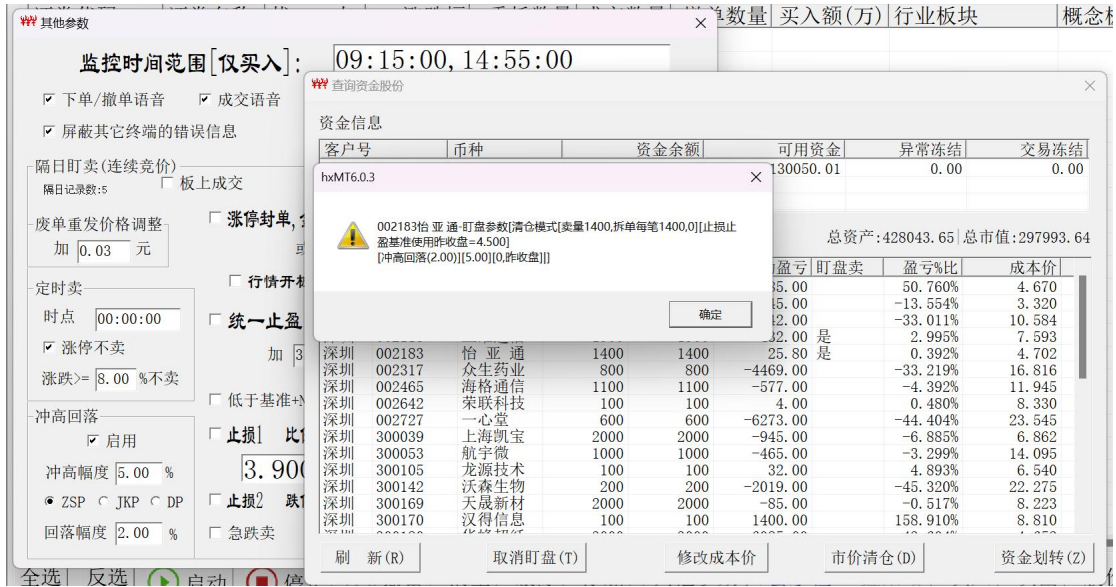 单数量 买入额(万) 行业板块 概念板
其他参数
监控时间范围[仅买入]:
09:15:00,14:55:00
下单/撤单语音
成交语音
屏蔽其它终端的错误信息
隔日盯卖(连续竞价)
隔日记录数:5
板上成交
废单重发价格调整
加 0.03 元
涨停封单,
定时卖
时点 00:00:00
涨停不卖
涨跌>= 8.00 %不卖
统一止盈
加 3
冲高回落
启用
冲高幅度 5.00 %
ZSP JKP DP
回落幅度 2.00 %
行情开
低于基准+
止损1
3.900
止损2
急跌卖
查询资金股份
资金信息
客户号 币种 资金余额 可用资金 异常冻结 交易冻结
130050.01 0.00 0.00
总资产:428043.65 总市值:297993.64
盈亏 盯盘卖 盈亏%比 成本价
50.760% 4.670
-13.554% 3.320
-33.011% 10.584
是 2.995% 7.593
深圳 002183 怡 亚 通 1400 1400 25.80 是 0.392% 4.702
深圳 002317 众生药业 800 800 -4469.00 -33.219% 16.816
深圳 002465 海格通信 1100 1100 -577.00 -4.392% 11.945
深圳 002642 荣联科技 100 100 4.00 0.480% 8.330
深圳 002727 一心堂 600 600 -6273.00 -44.404% 23.545
深圳 300039 上海凯宝 2000 2000 -945.00 -6.885% 6.862
深圳 300053 航宇微 1000 1000 -465.00 -3.299% 14.095
深圳 300105 龙源技术 100 100 32.00 4.893% 6.540
深圳 300142 沃森生物 200 200 -2019.00 -45.320% 22.275
深圳 300169 天晟新材 2000 2000 -85.00 -0.517% 8.223
深圳 300170 汉得信息 100 100 1400.00 158.910% 8.810
刷 新(R) 取消盯盘(T) 修改成本价 市价清仓(D) 资金划转(Z)
hxMT6.0.3
002183怡 亚 通-盯盘参数[清仓模式[卖量1400,拆单每笔1400,0][止损止
盈基准使用昨收盘=4.500]
[冲高回落(2.00)][5.00][0,昨收盘]]]
确定
全选 反选 启动 停